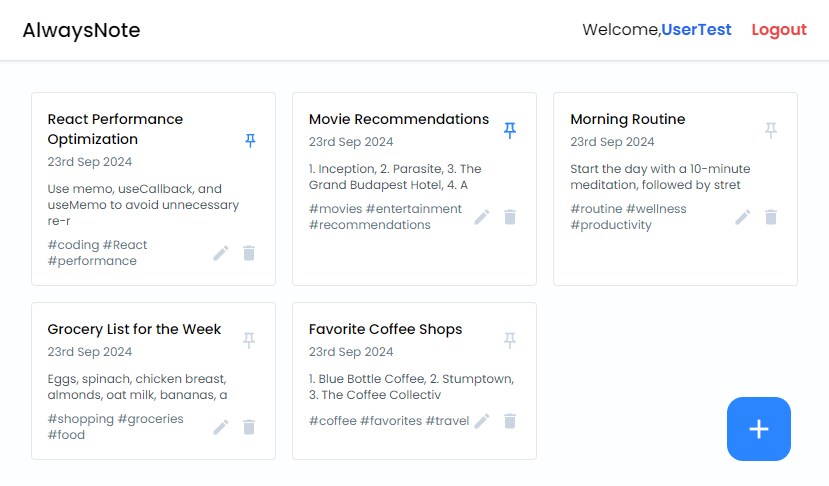 AlwaysNote
Welcome,UserTest
Logout
React Performance
Optimization
23rd Sep 2024
Use memo, useCallback, and
useMemo to avoid unnecessary
re-r
#coding #React
#performance
Movie Recommendations
23rd Sep 2024
1. Inception, 2. Parasite, 3. The
Grand Budapest Hotel, 4. A
#movies #entertainment
#recommendations
Morning Routine
23rd Sep 2024
Start the day with a 10-minute
meditation, followed by stret
#routine #wellness
#productivity
Grocery List for the Week
23rd Sep 2024
Eggs, spinach, chicken breast,
almonds, oat milk, bananas, a
#shopping #groceries
#food
Favorite Coffee Shops
23rd Sep 2024
1. Blue Bottle Coffee, 2. Stumptown,
3. The Coffee Collectiv
#coffee #favorites #travel